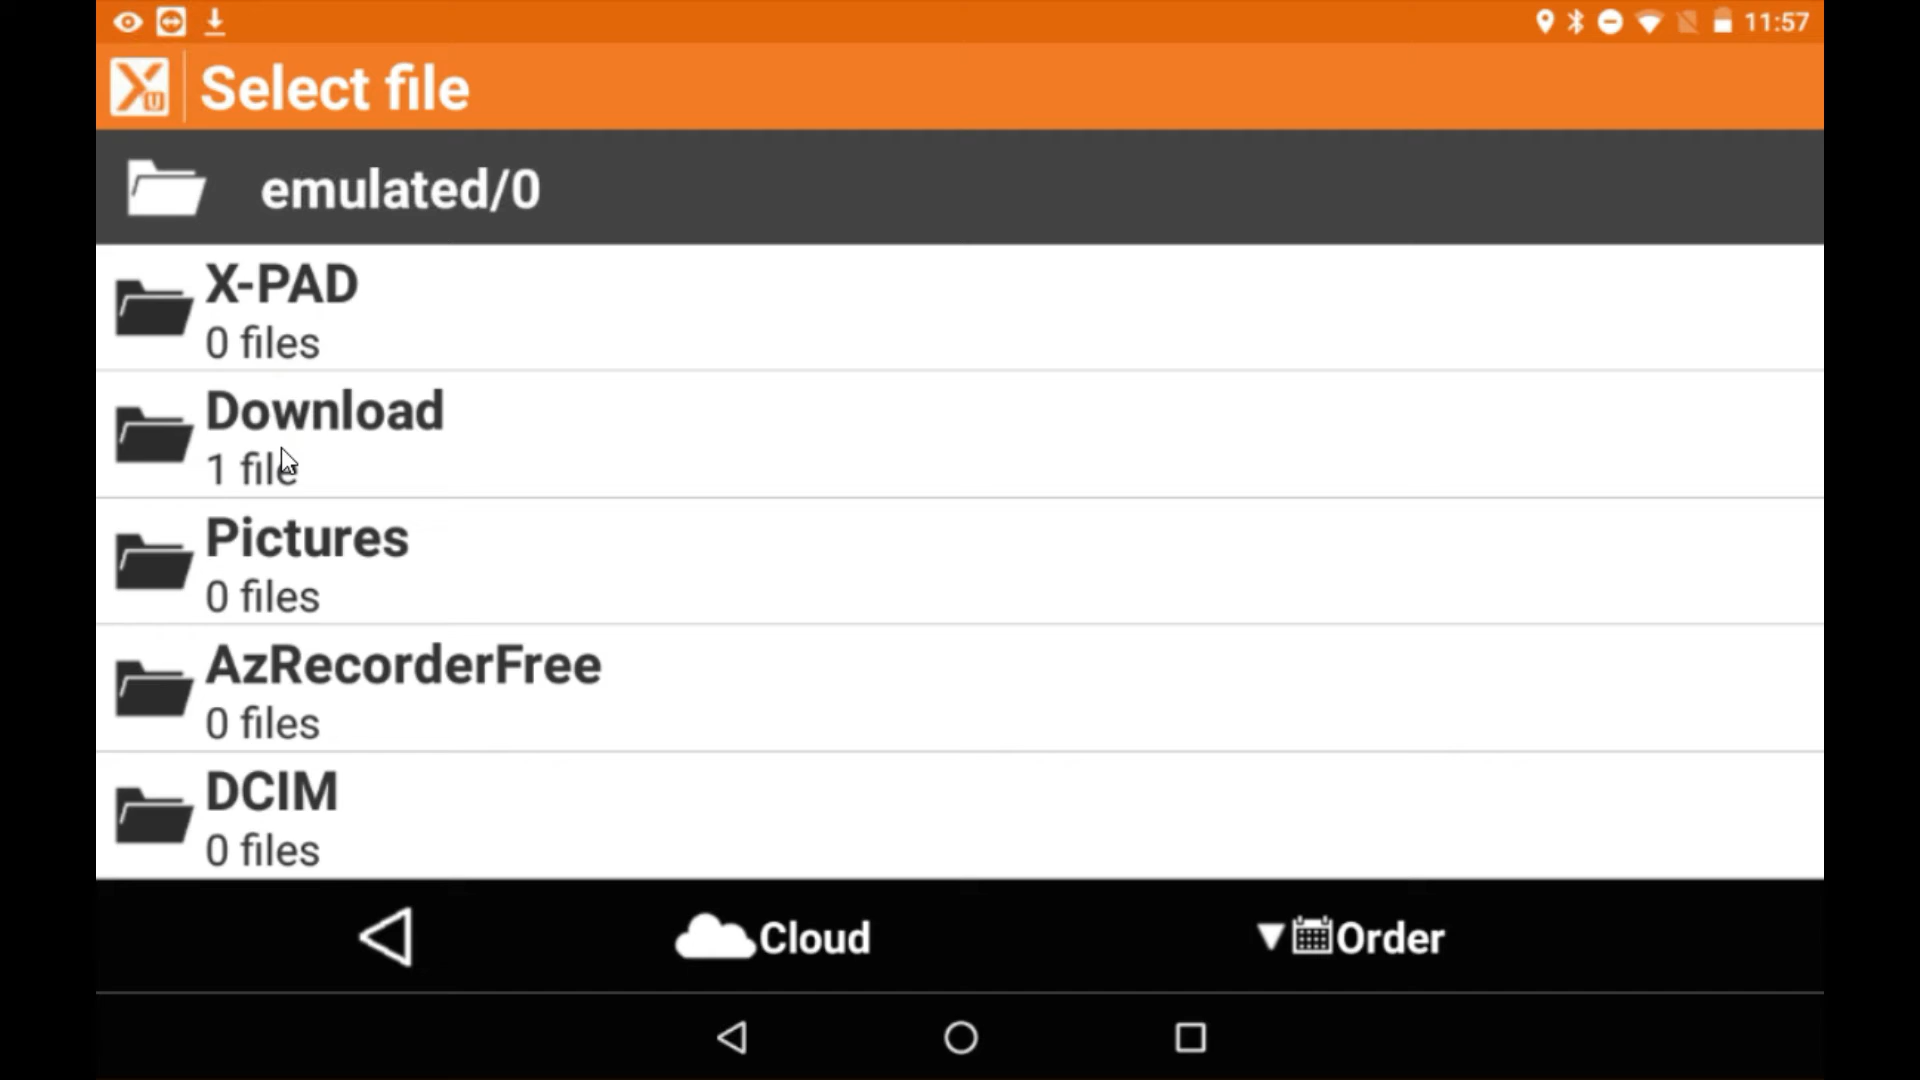 11:57
Select file
emulated/0
X-PAD
0 files
Download
1 file
Pictures
0 files
AzRecorderFree
0 files
DCIM
0 files
Cloud
Order